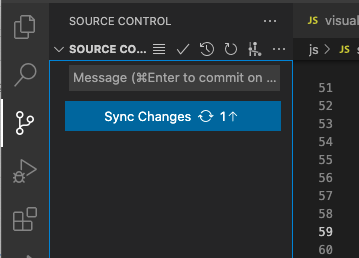 SOURCE CONTROL
JS visual
SOURCE CO...
js
Message (⌘Enter to commit on ...
Sync Changes 1↑
51
52
53
54
55
56
57
58
59
60